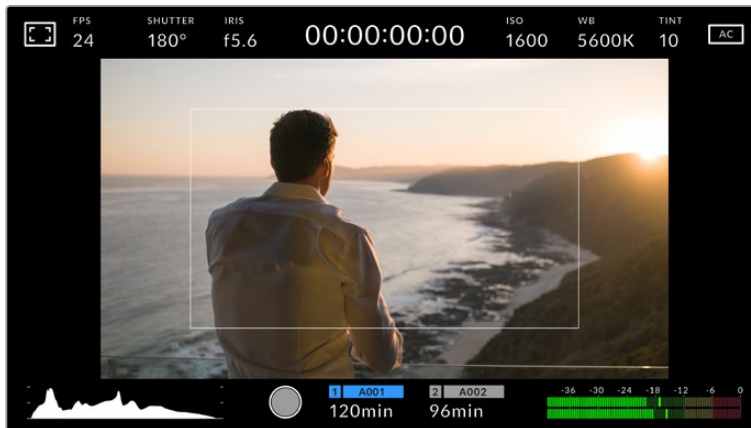 FPS SHUTTER IRIS ISO WB TINT
24 180° f5.6 00:00:00:00 1600 5600K 10 AC
1 A001 2 A002 -36 -30 -24 -18 -12 -6 0
120min 96min